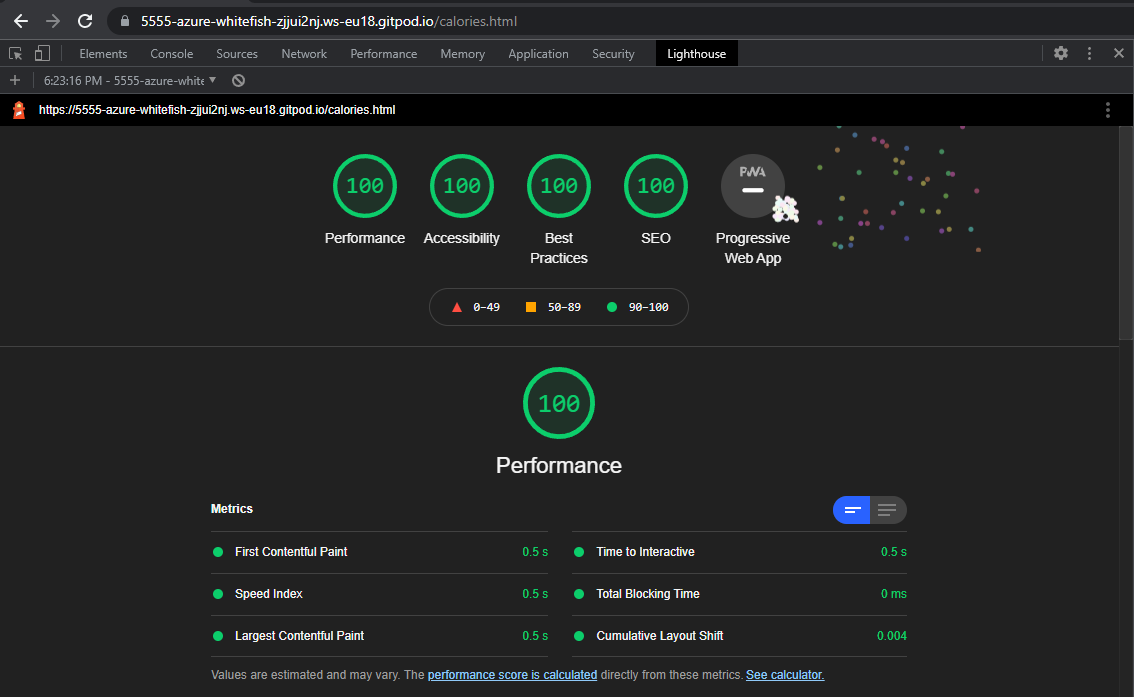 5555-azure-whitefish-zjjui2nj.ws-eu18.gitpod.io/calories.html
Elements Console Sources Network Performance Memory Application Security Lighthouse
6:23:16 PM - 5555-azure-white
https://5555-azure-whitefish-zjjui2nj.ws-eu18.gitpod.io/calories.html
100 100 100 100 PWA
Performance Accessibility Best Practices SEO Progressive Web App
0–49 50–89 90–100
100
Performance
Metrics
First Contentful Paint 0.5 s Time to Interactive 0.5 s
Speed Index 0.5 s Total Blocking Time 0 ms
Largest Contentful Paint 0.5 s Cumulative Layout Shift 0.004
Values are estimated and may vary. The performance score is calculated directly from these metrics. See calculator.